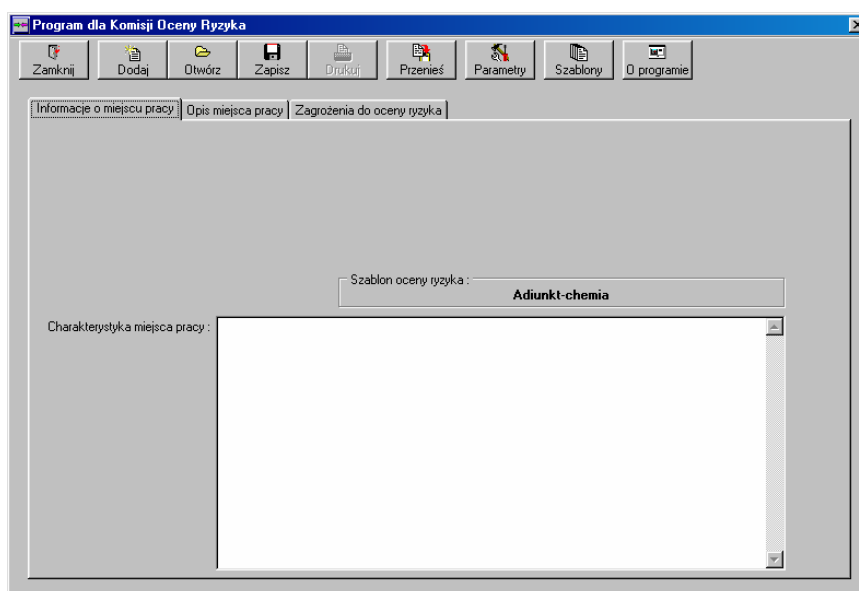 Program dla Komisji Oceny Ryzyka
Zamknij Dodaj Otwórz Zapisz Drukuj Przenieś Parametry Szablony O programie
Informacje o miejscu pracy Opis miejsca pracy Zagrożenia do oceny ryzyka
Szablon oceny ryzyka :
Adiunkt-chemia
Charakterystyka miejsca pracy :